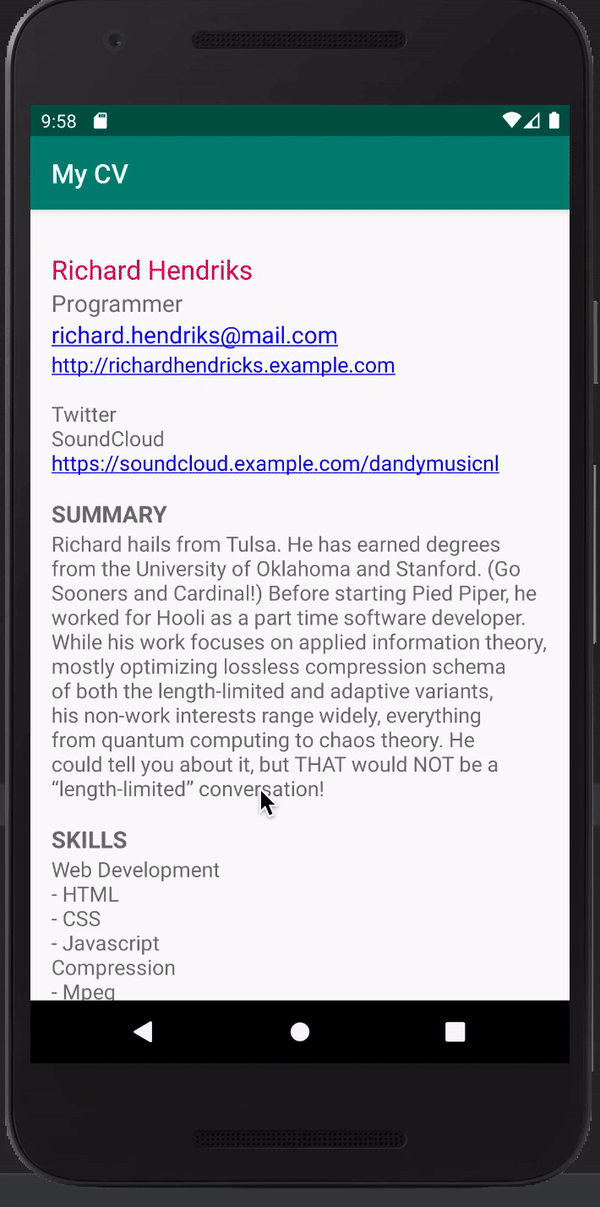 9:58
My CV
Richard Hendriks
Programmer
richard.hendriks@mail.com
http://richardhendricks.example.com
Twitter
SoundCloud
https://soundcloud.example.com/dandymusicnl
SUMMARY
Richard hails from Tulsa. He has earned degrees
from the University of Oklahoma and Stanford. (Go
Sooners and Cardinal!) Before starting Pied Piper, he
worked for Hooli as a part time software developer.
While his work focuses on applied information theory,
mostly optimizing lossless compression schema
of both the length-limited and adaptive variants,
his non-work interests range widely, everything
from quantum computing to chaos theory. He
could tell you about it, but THAT would NOT be a
“length-limited” conversation!
SKILLS
Web Development
- HTML
- CSS
- Javascript
Compression
- Mpeg